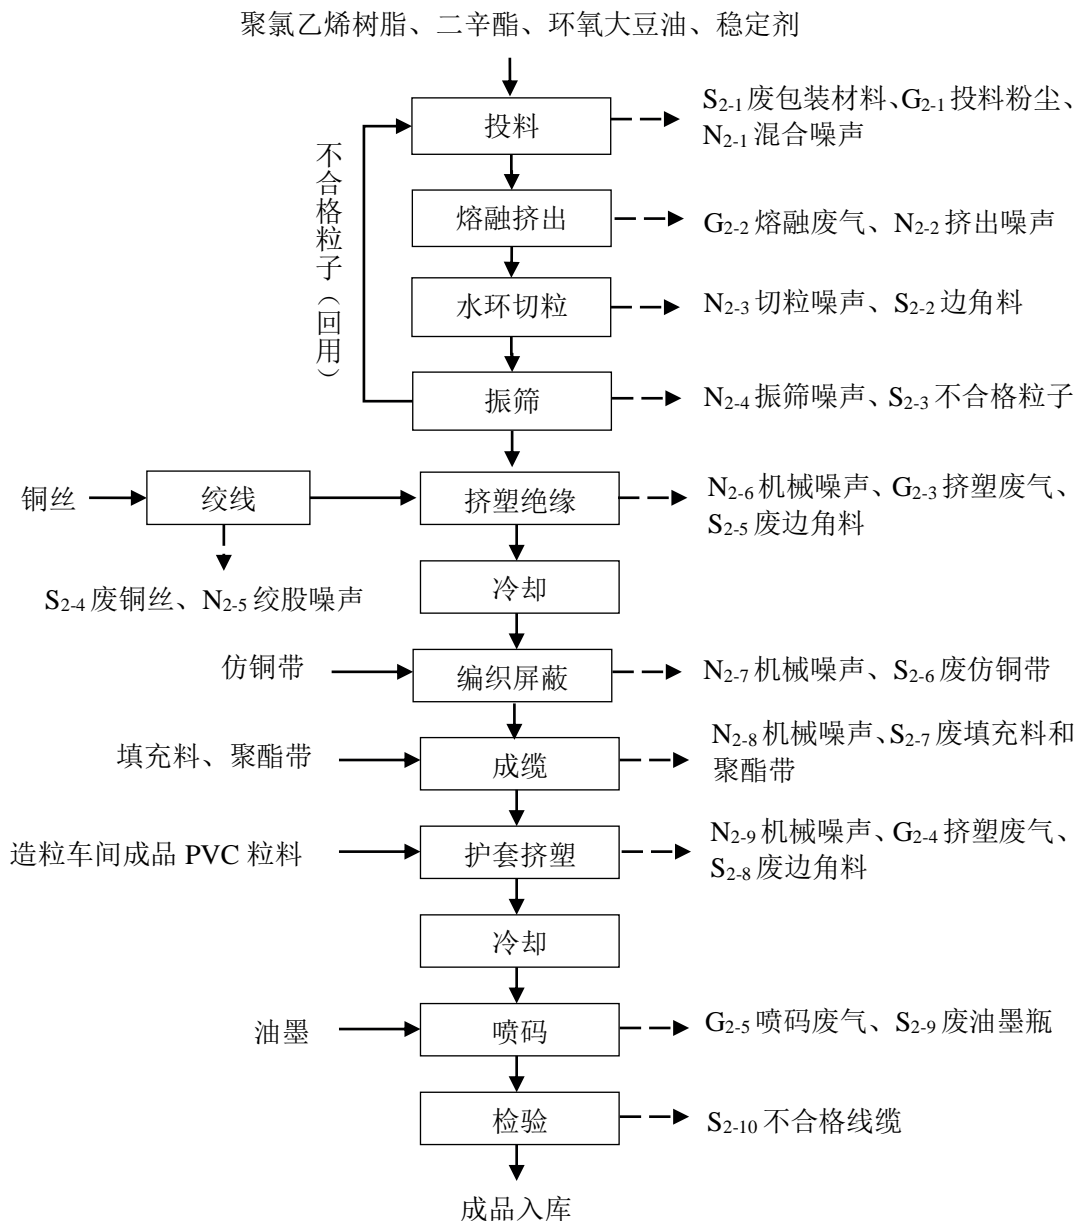 聚氯乙烯树脂、二辛酯、环氧大豆油、稳定剂
投料
S2-1 废包装材料、G2-1 投料粉尘、
N2-1 混合噪声
不合格粒子（回用）
熔融挤出
G2-2 熔融废气、N2-2 挤出噪声
水环切粒
N2-3 切粒噪声、S2-2 边角料
振筛
N2-4 振筛噪声、S2-3 不合格粒子
铜丝
绞线
挤塑绝缘
N2-6 机械噪声、G2-3 挤塑废气、
S2-5 废边角料
S2-4 废铜丝、N2-5 绞股噪声
冷却
仿铜带
编织屏蔽
N2-7 机械噪声、S2-6 废仿铜带
填充料、聚酯带
成缆
N2-8 机械噪声、S2-7 废填充料和
聚酯带
造粒车间成品 PVC 粒料
护套挤塑
N2-9 机械噪声、G2-4 挤塑废气、
S2-8 废边角料
冷却
油墨
喷码
G2-5 喷码废气、S2-9 废油墨瓶
检验
S2-10 不合格线缆
成品入库